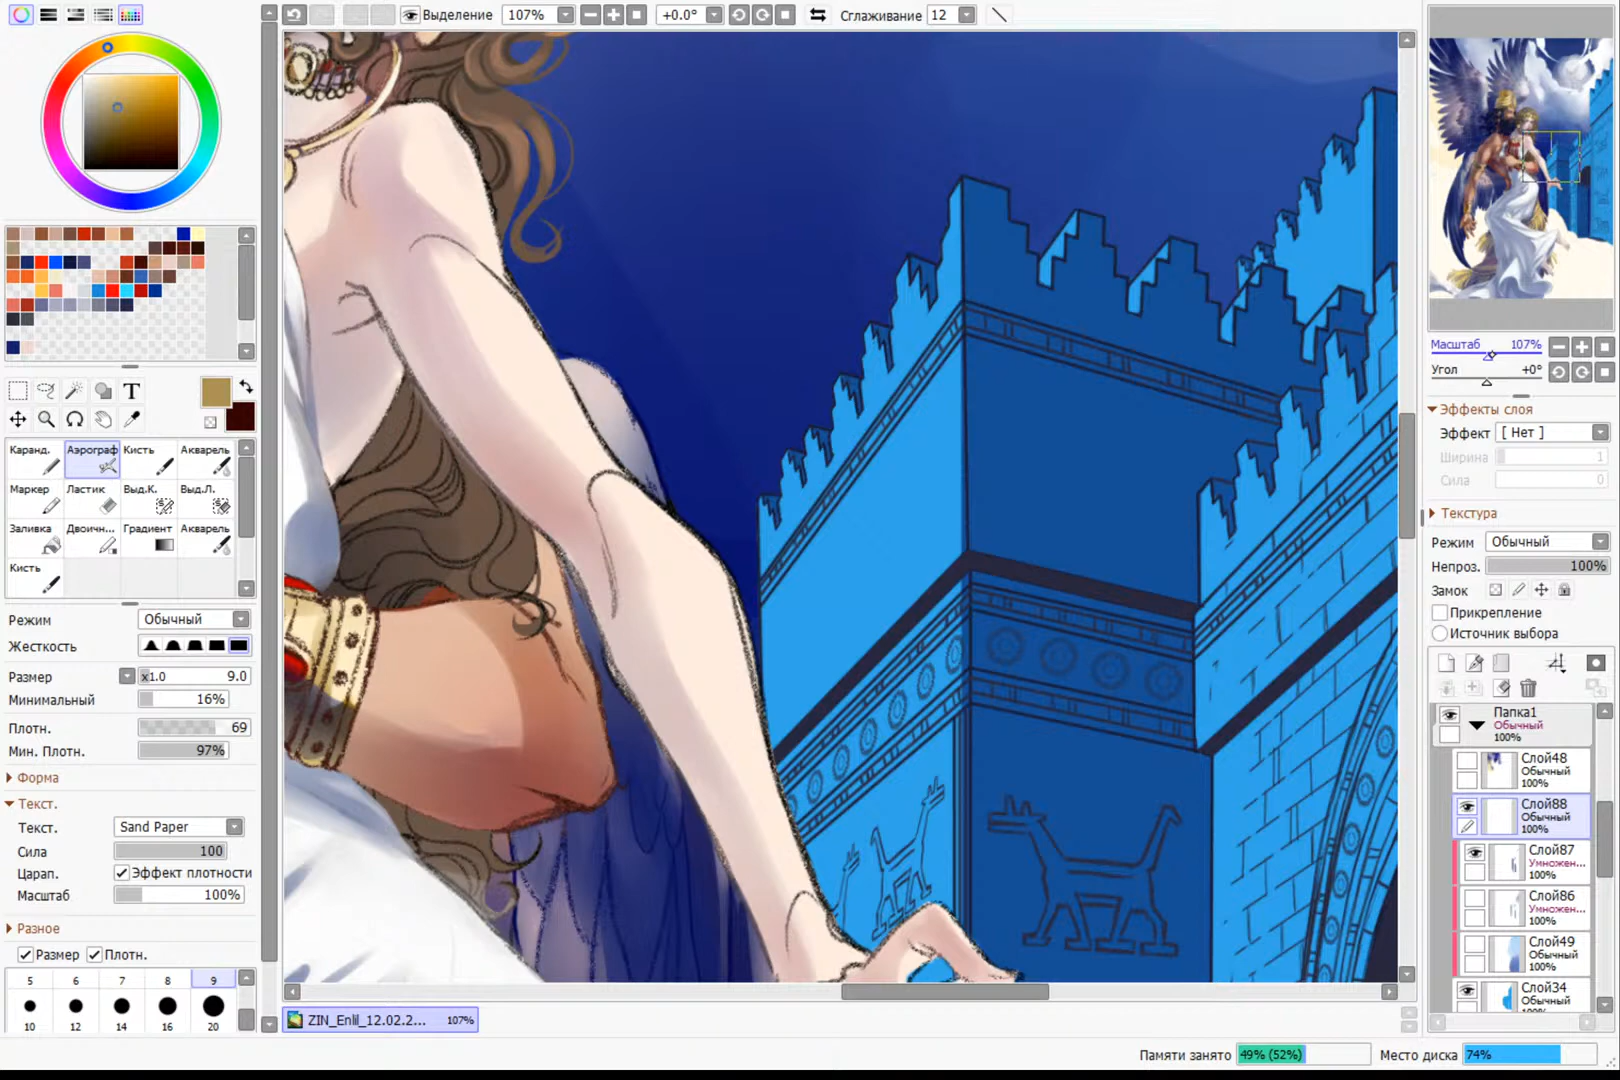 Выделение
107%
+0.0°
Сглаживание
12
Масштаб
107%
Угол
+0°
Эффекты слоя
Эффект
[ Нет ]
Ширина
1
Сила
0
Текстура
Режим
Обычный
Непроз.
100%
Замок
Прикрепление
Источник выбора
Папка1
Обычный
100%
Слой48
Обычный
100%
Слой88
Обычный
100%
Слой87
Умножен...
100%
Слой86
Умножен...
100%
Слой49
Обычный
100%
Слой34
Обычный
T
Каранд.
Аэрограф
Кисть
Акварель
Маркер
Ластик
Выд.К.
Выд.Л.
Заливка
Двоичн...
Градиент
Акварель
Кисть
Режим
Обычный
Жесткость
Размер
x1.0
9.0
Минимальный
16%
Плотн.
69
Мин. Плотн.
97%
Форма
Текст.
Текст.
Sand Paper
Сила
100
Царап.
Эффект плотности
Масштаб
100%
Разное
Размер
Плотн.
5 6 7 8 9
10 12 14 16 20
ZIN_Enlil_12.02.2...
107%
Памяти занято
49% (52%)
Место диска
74%